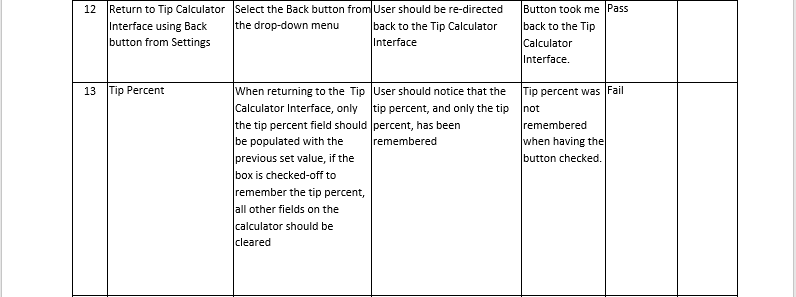 12
Return to Tip Calculator
Interface using Back
button from Settings
Select the Back button from
the drop-down menu
User should be re-directed
back to the Tip Calculator
Interface
Button took me
back to the Tip
Calculator
Interface.
Pass
13
Tip Percent
When returning to the Tip
Calculator Interface, only
the tip percent field should
be populated with the
previous set value, if the
box is checked-off to
remember the tip percent,
all other fields on the
calculator should be
cleared
User should notice that the
tip percent, and only the tip
percent, has been
remembered
Tip percent was
not
remembered
when having the
button checked.
Fail